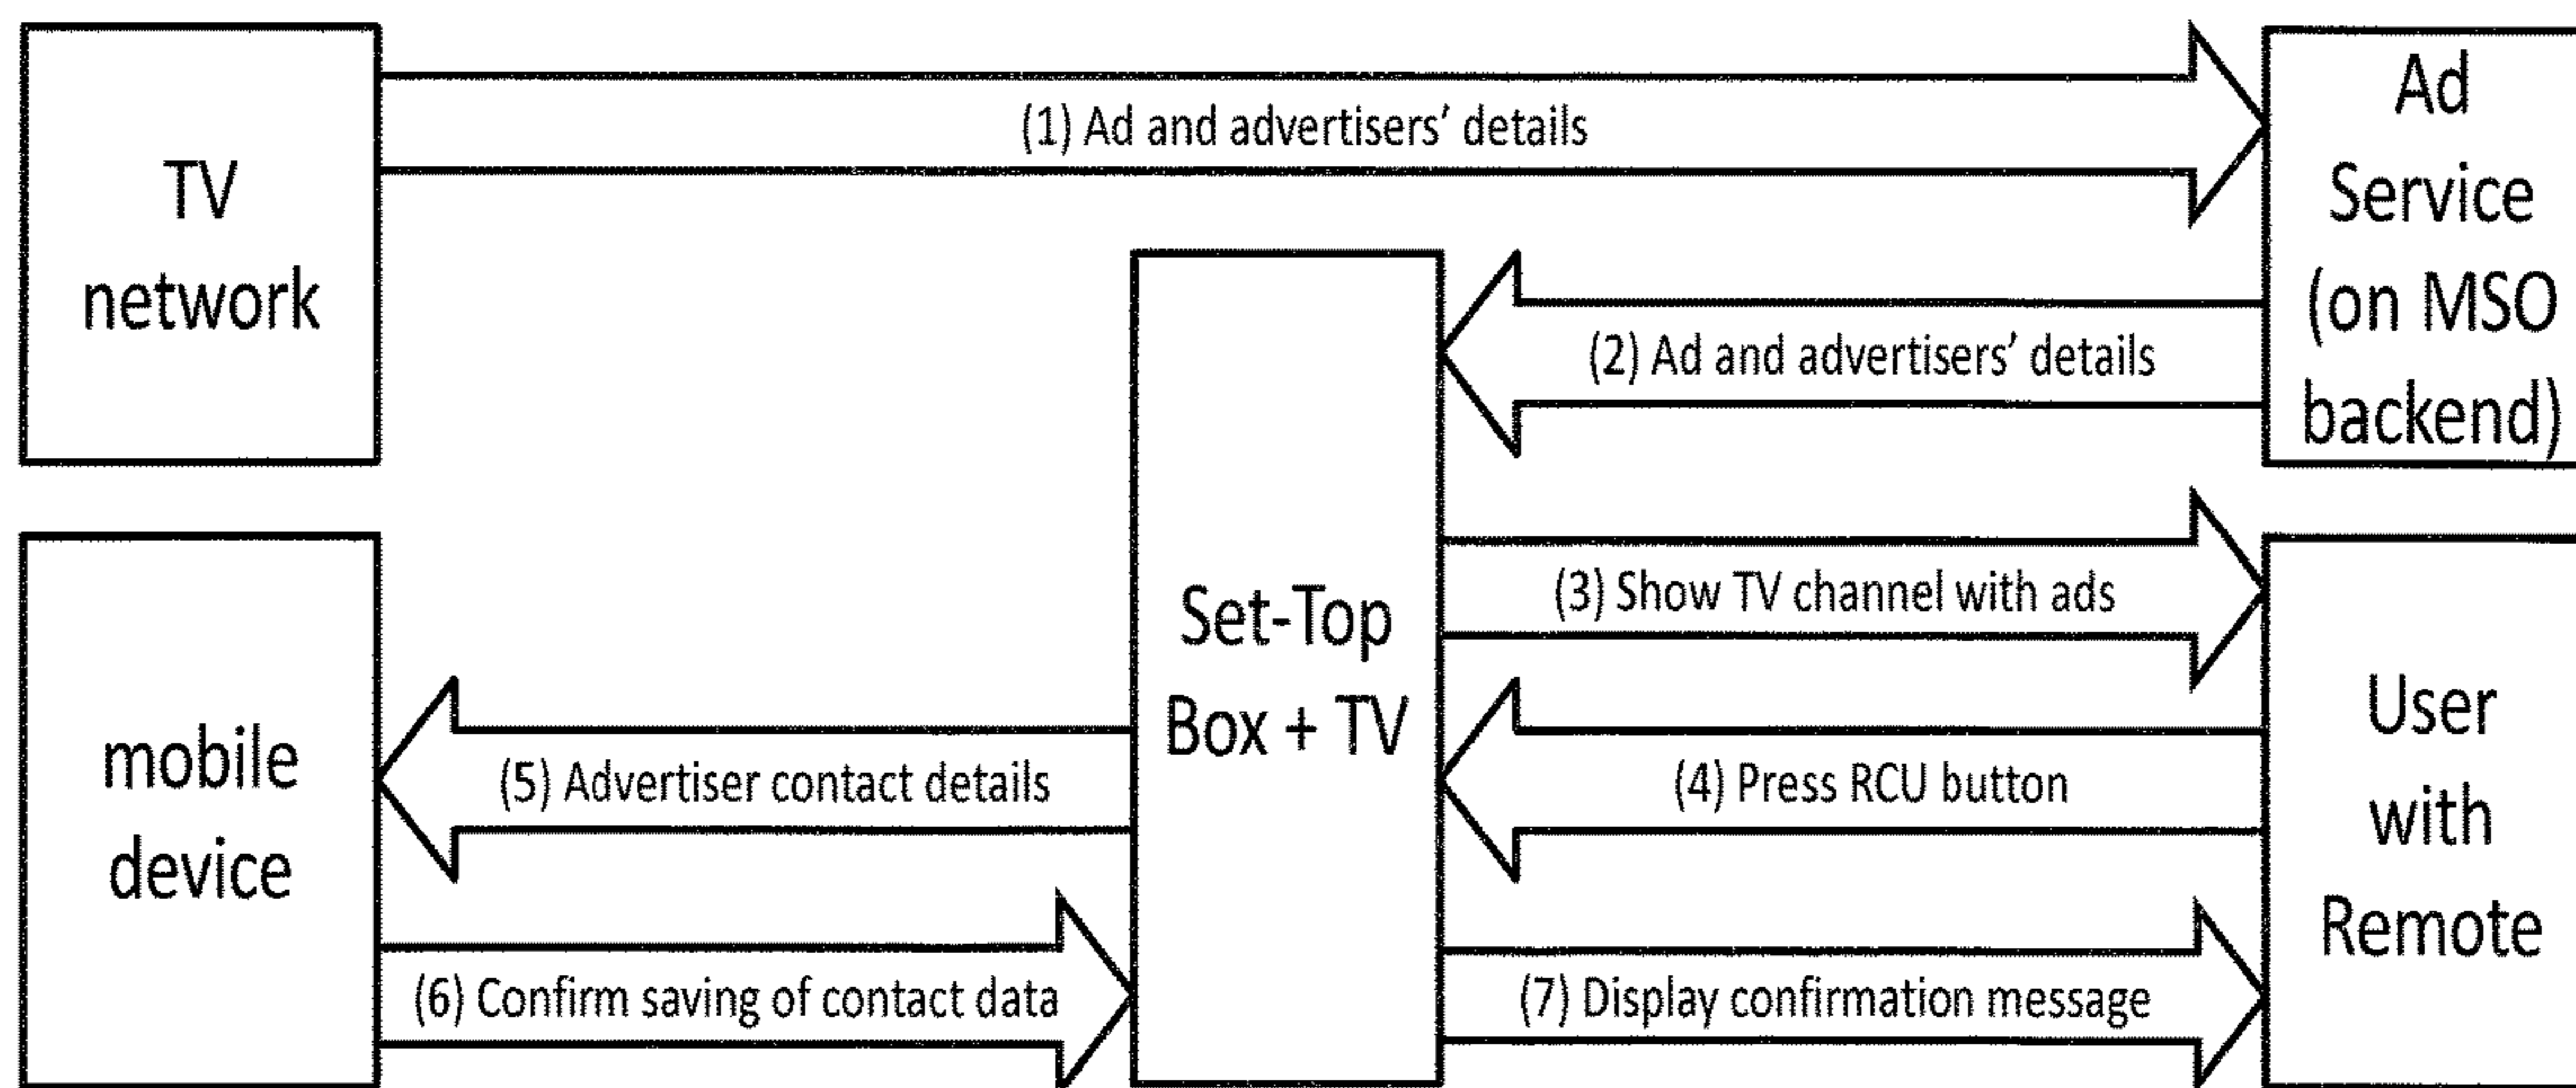 TV
network
(1) Ad and advertisers’ details
Ad
Service
(on MSO
backend)
(2) Ad and advertisers’ details
Set-Top
Box + TV
(3) Show TV channel with ads
User
with
Remote
(4) Press RCU button
mobile
device
(5) Advertiser contact details
(6) Confirm saving of contact data
(7) Display confirmation message